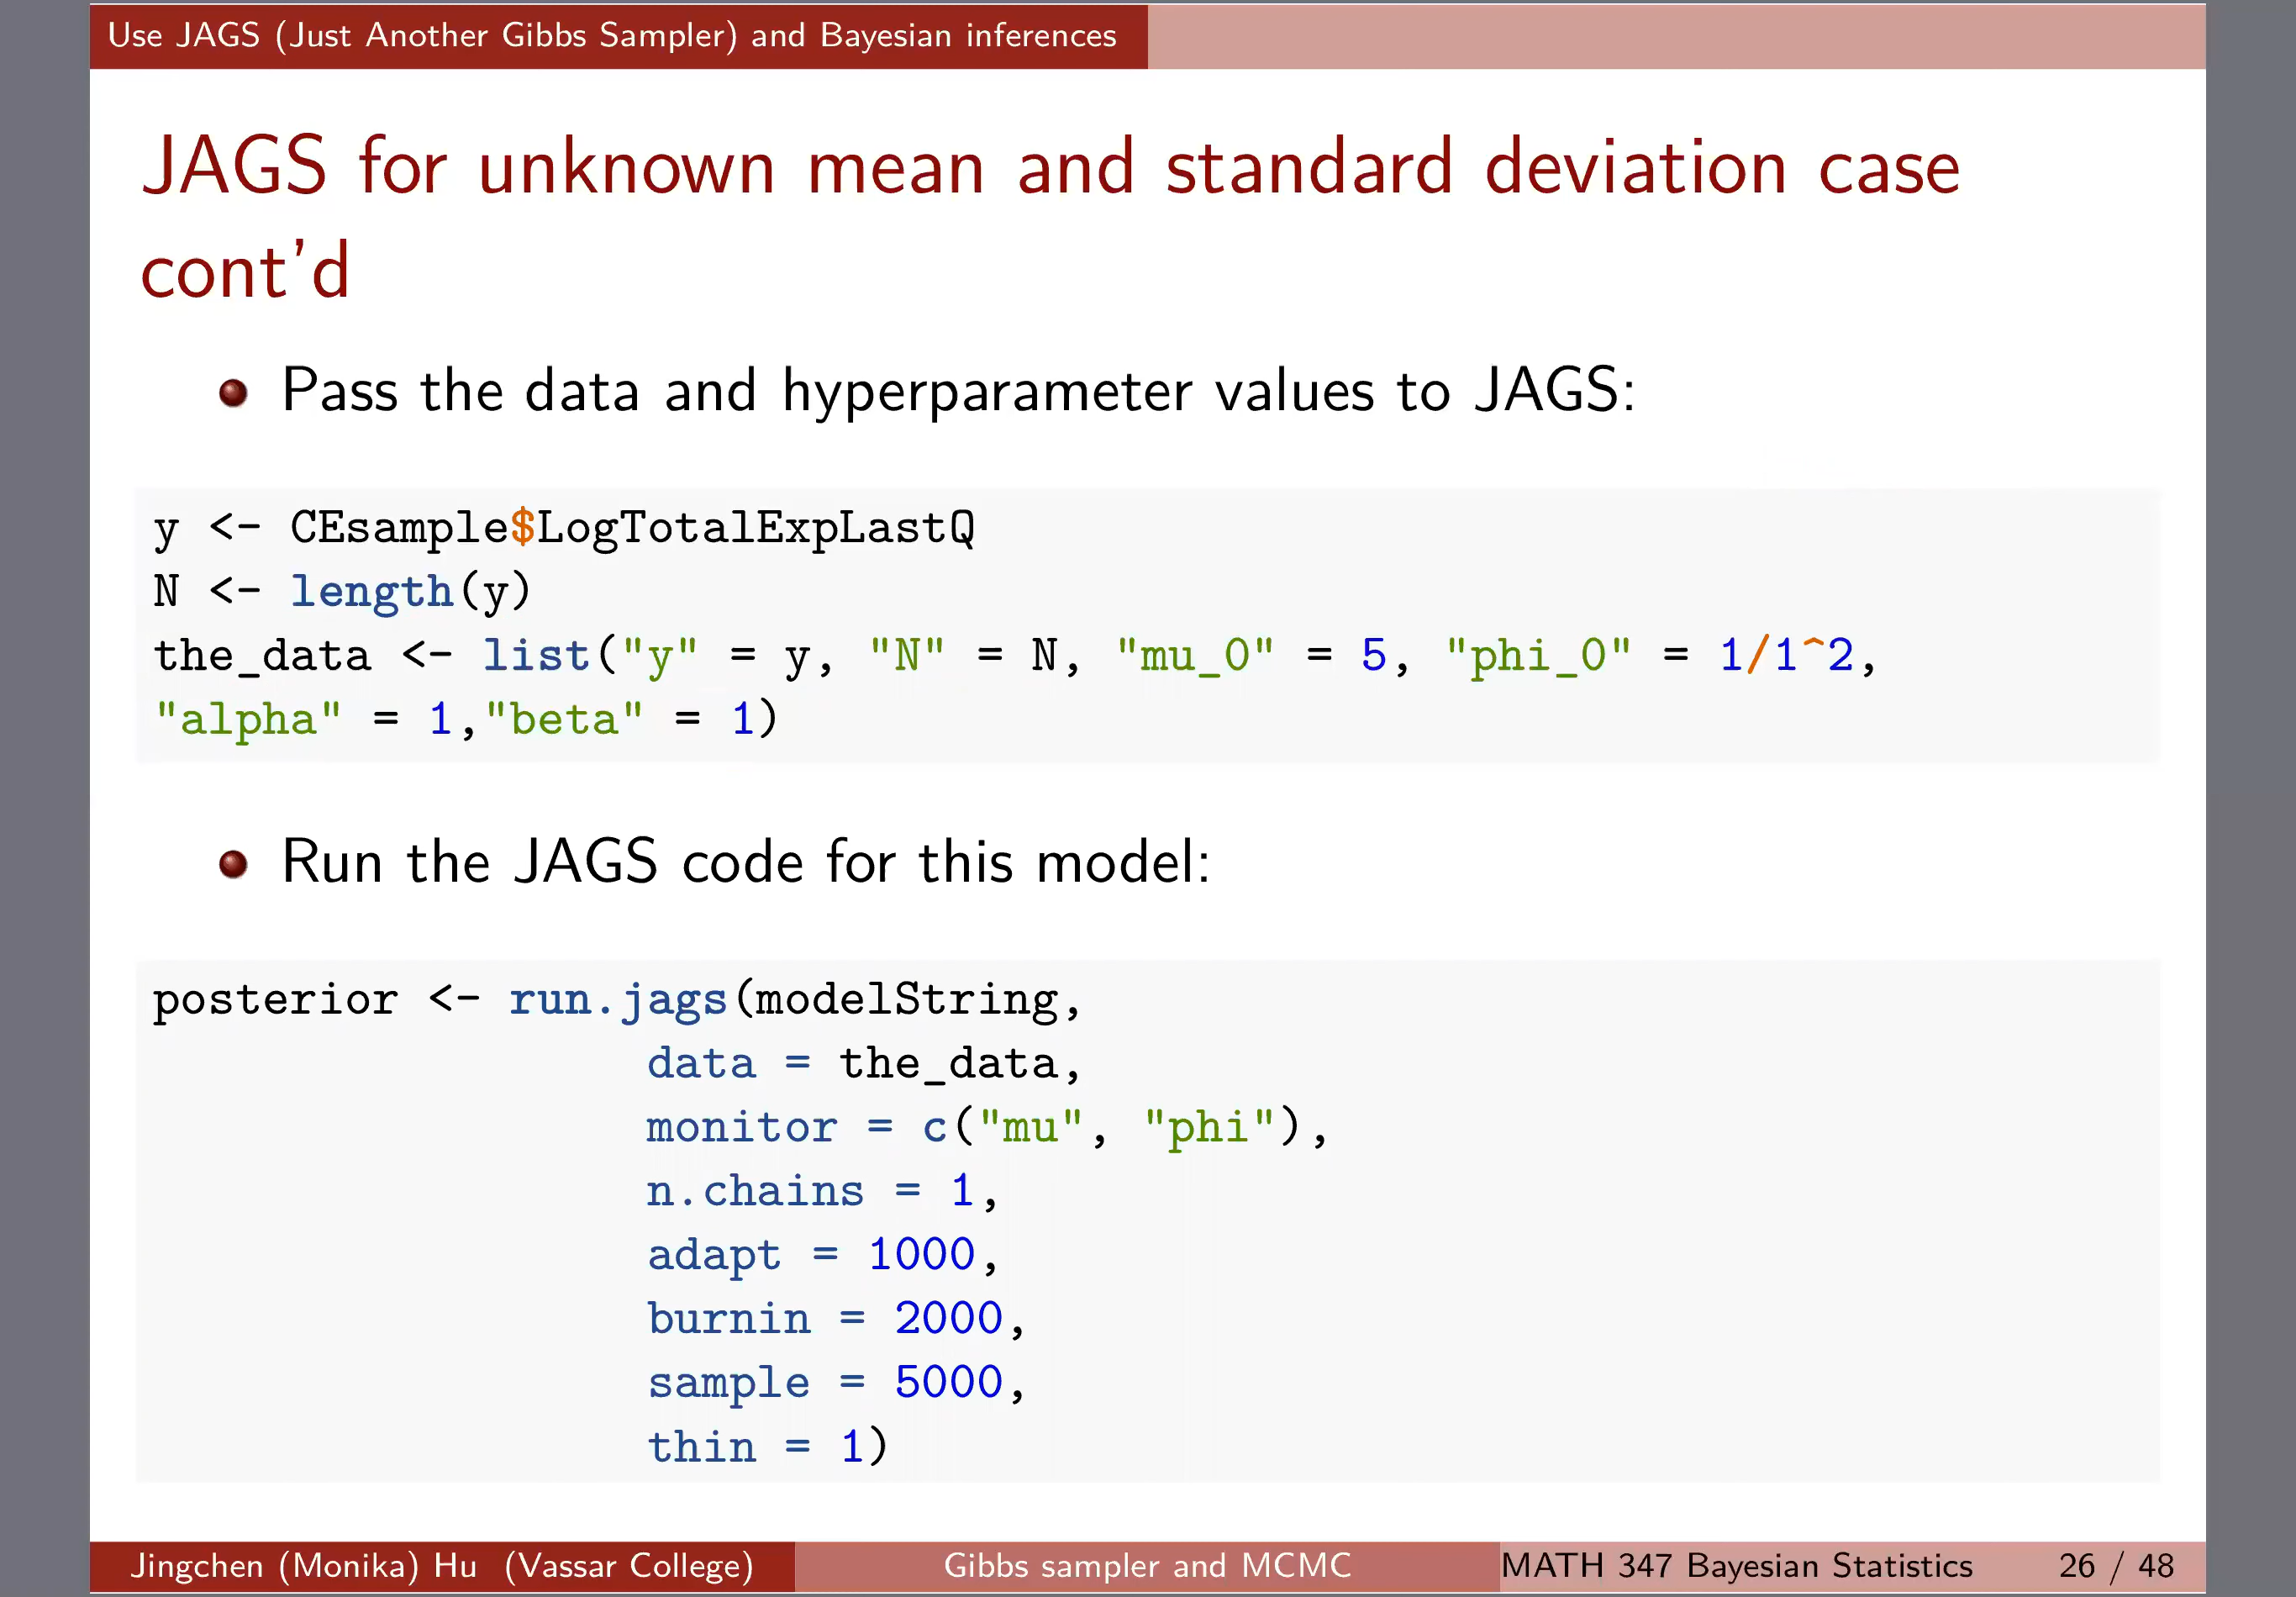 Use JAGS (Just Another Gibbs Sampler) and Bayesian inferences
JAGS for unknown mean and standard deviation case
cont'd
Pass the data and hyperparameter values to JAGS:
y <- CEsample$LogTotalExpLastQ
N <- length(y)
the_data <- list("y" = y, "N" = N, "mu_0" = 5, "phi_0" = 1/1^2,
"alpha" = 1,"beta" = 1)
Run the JAGS code for this model:
posterior <- run.jags(modelString,
data = the_data,
monitor = c("mu", "phi"),
n.chains = 1,
adapt = 1000,
burnin = 2000,
sample = 5000,
thin = 1)
Jingchen (Monika) Hu (Vassar College) Gibbs sampler and MCMC MATH 347 Bayesian Statistics 26 / 48